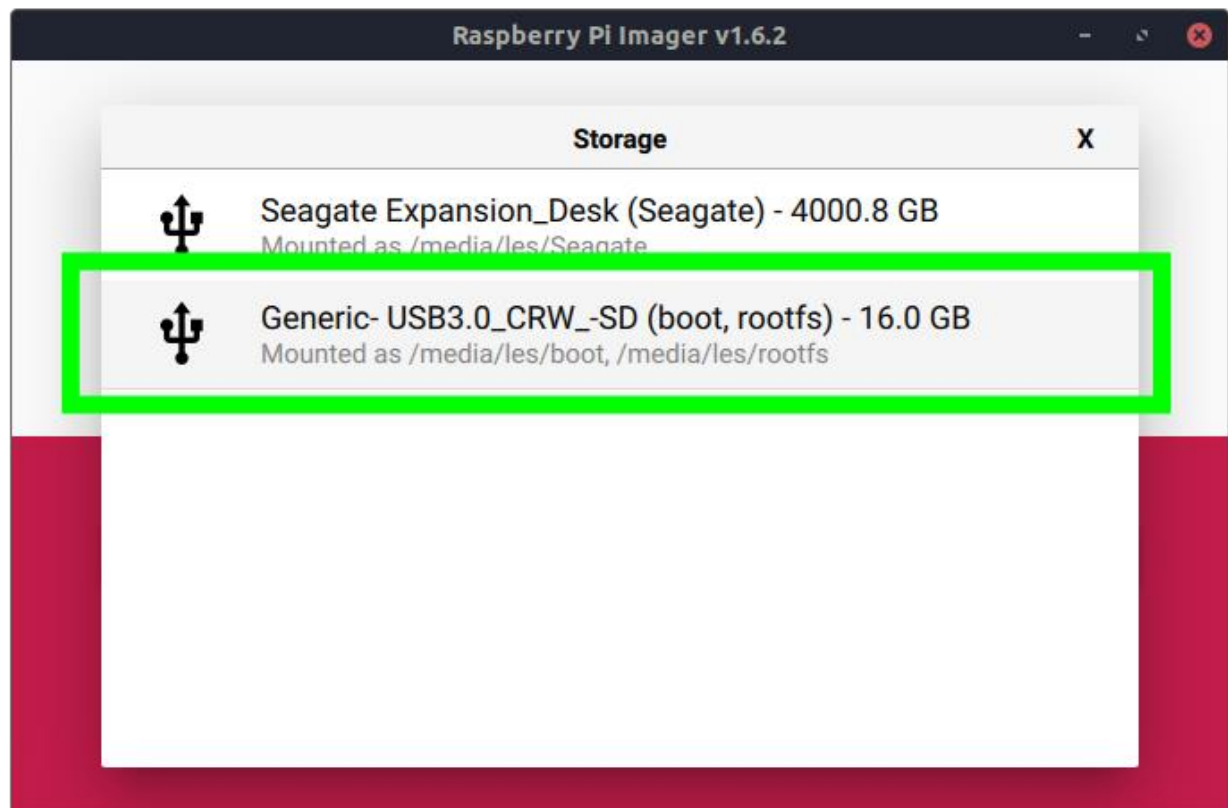 Raspberry Pi Imager v1.6.2
Storage X
Seagate Expansion_Desk (Seagate) - 4000.8 GB
Mounted as /media/les/Seagate
Generic- USB3.0_CRW_-SD (boot, rootfs) - 16.0 GB
Mounted as /media/les/boot, /media/les/rootfs